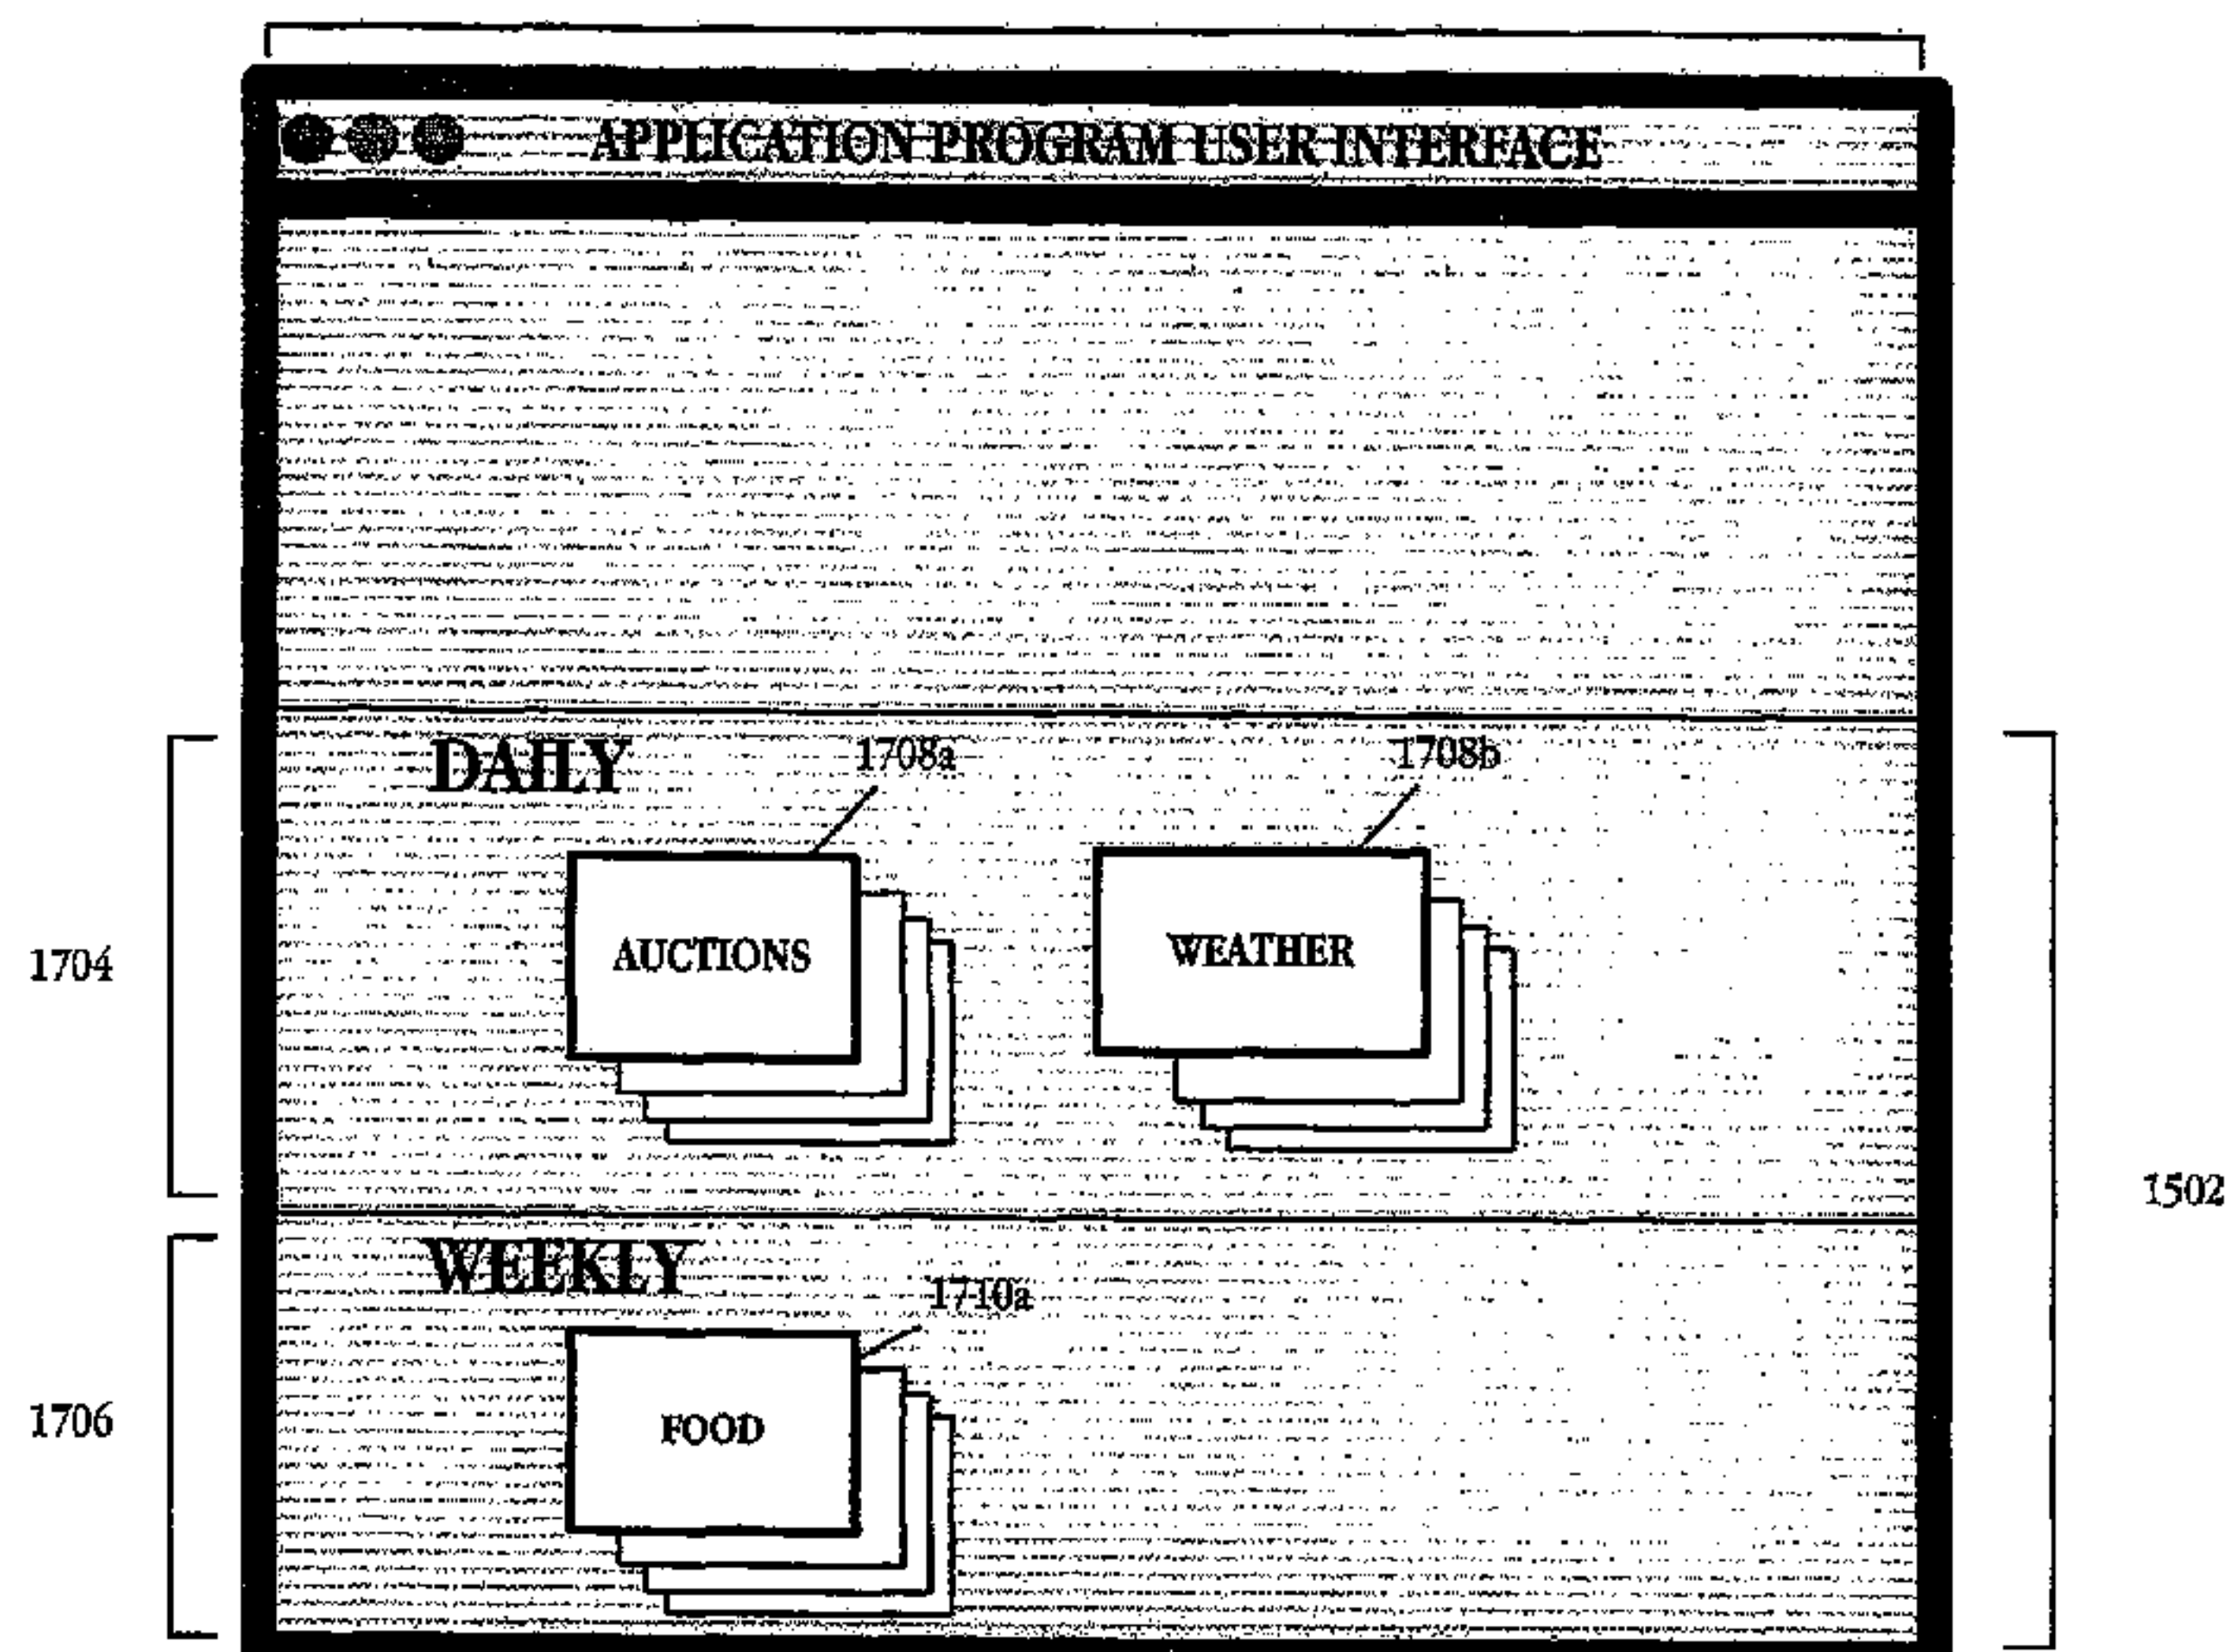 APPLICATION PROGRAM USER INTERFACE
DAILY
1708a
1708b
AUCTIONS
WEATHER
1704
1502
WEEKLY
1710a
FOOD
1706